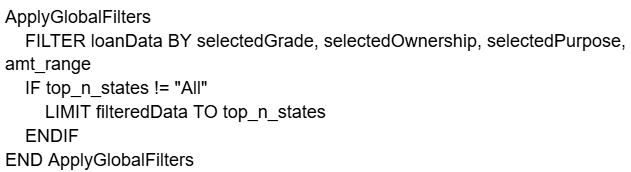 ApplyGlobalFilters
FILTER loanData BY selectedGrade, selectedOwnership, selectedPurpose,
amt_range
IF top_n_states != "All"
LIMIT filteredData TO top_n_states
ENDIF
END ApplyGlobalFilters